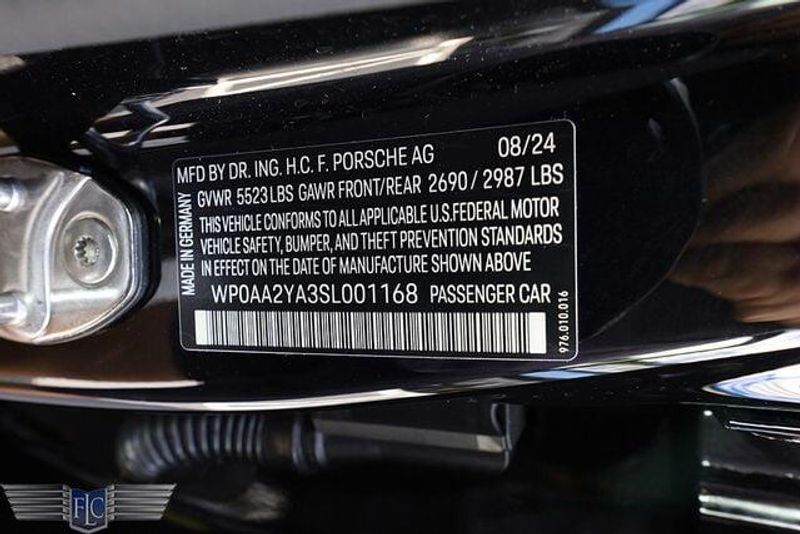 MFD BY DR. ING. H.C. F. PORSCHE AG 08/24
GVWR 5523 LBS GAWR FRONT/REAR 2690 / 2987 LBS
THIS VEHICLE CONFORMS TO ALL APPLICABLE U.S. FEDERAL MOTOR
VEHICLE SAFETY, BUMPER, AND THEFT PREVENTION STANDARDS
IN EFFECT ON THE DATE OF MANUFACTURE SHOWN ABOVE
WP0AA2YA3SL001168 PASSENGER CAR
MADE IN GERMANY
976.010.016
FLC